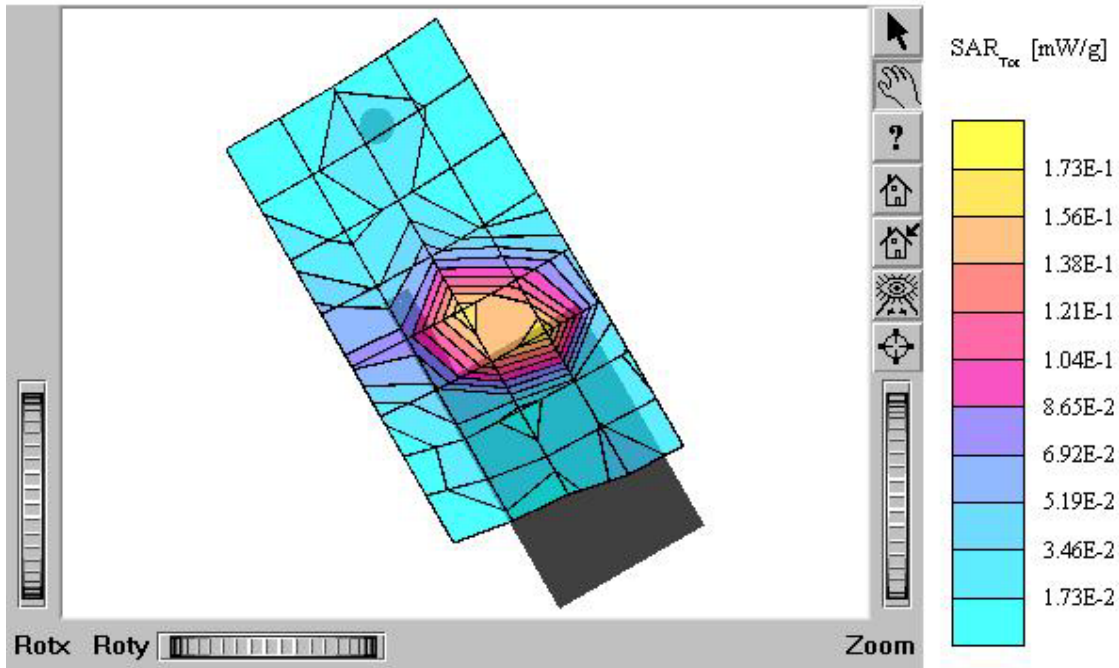 SARTot [mW/g]
?
1.73E-1
1.56E-1
1.38E-1
1.21E-1
1.04E-1
8.65E-2
6.92E-2
5.19E-2
3.46E-2
1.73E-2
Rotx Roty Zoom